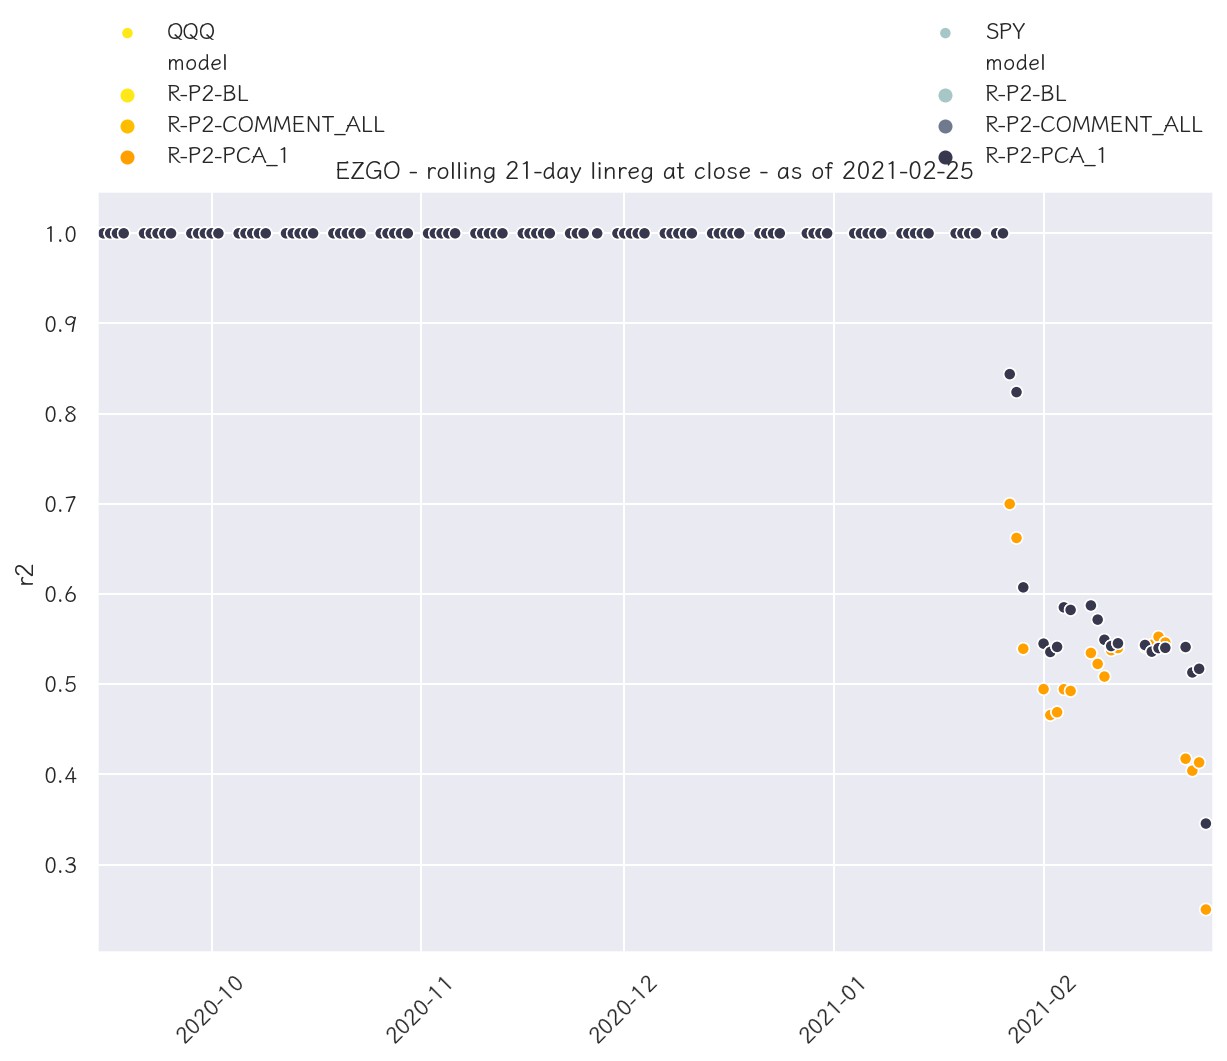 QQQ
model
R-P2-BL
R-P2-COMMENT_ALL
R-P2-PCA_1
SPY
model
R-P2-BL
R-P2-COMMENT_ALL
R-P2-PCA_1
EZGO - rolling 21-day linreg at close - as of 2021-02-25
1.0
0.9
0.8
0.7
0.6
0.5
0.4
0.3
r2
2020-10
2020-11
2020-12
2021-01
2021-02